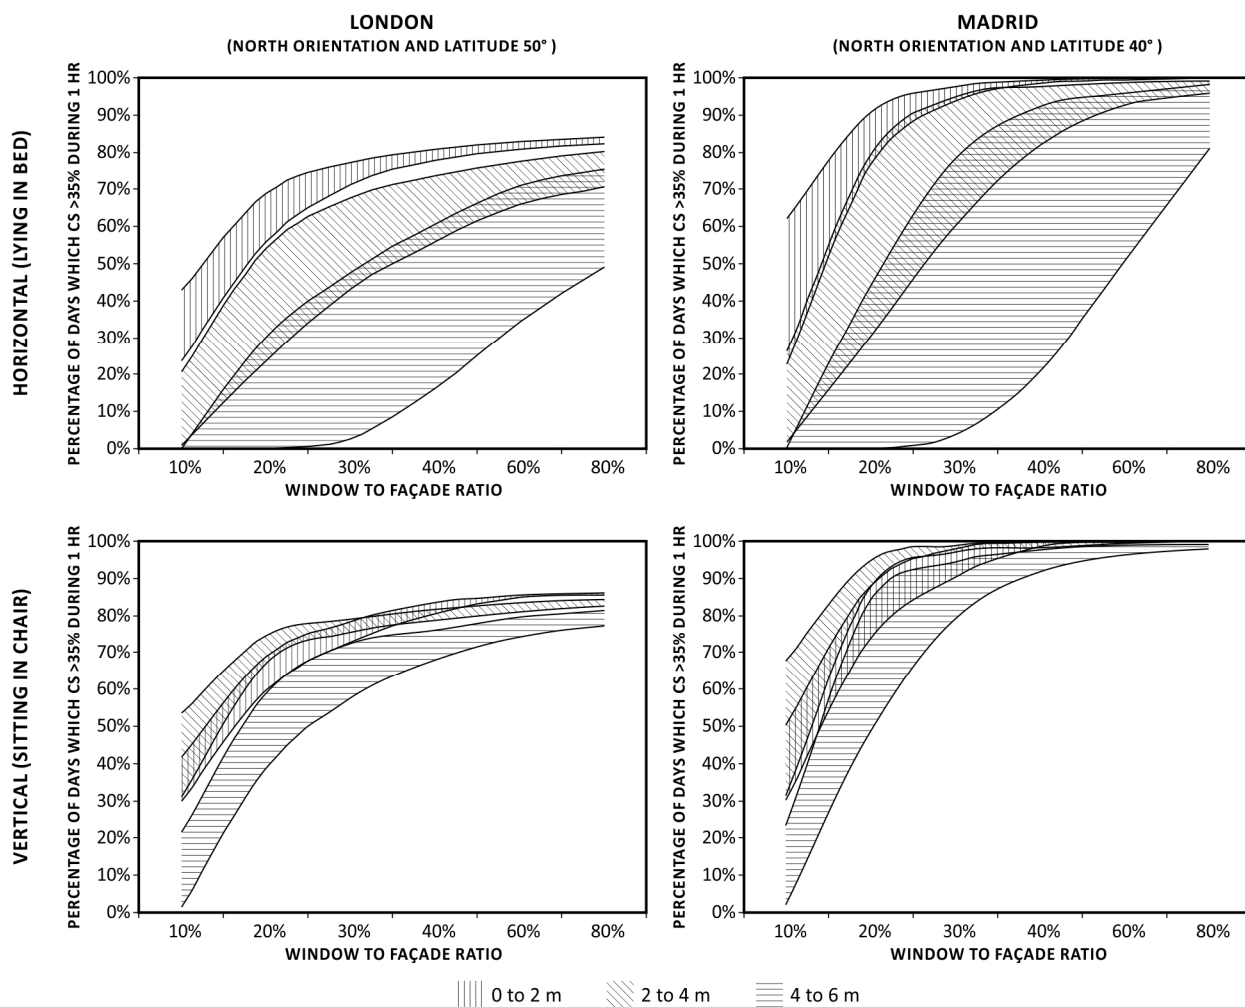 LONDON
(NORTH ORIENTATION AND LATITUDE 50° )
MADRID
(NORTH ORIENTATION AND LATITUDE 40° )
HORIZONTAL (LYING IN BED)
PERCENTAGE OF DAYS WHICH CS >35% DURING 1 HR
100%
90%
80%
70%
60%
50%
40%
30%
20%
10%
0%
10% 20% 30% 40% 60% 80%
WINDOW TO FAÇADE RATIO
PERCENTAGE OF DAYS WHICH CS >35% DURING 1 HR
100%
90%
80%
70%
60%
50%
40%
30%
20%
10%
0%
10% 20% 30% 40% 60% 80%
WINDOW TO FAÇADE RATIO
VERTICAL (SITTING IN CHAIR)
PERCENTAGE OF DAYS WHICH CS >35% DURING 1 HR
100%
90%
80%
70%
60%
50%
40%
30%
20%
10%
0%
10% 20% 30% 40% 60% 80%
WINDOW TO FAÇADE RATIO
PERCENTAGE OF DAYS WHICH CS >35% DURING 1 HR
100%
90%
80%
70%
60%
50%
40%
30%
20%
10%
0%
10% 20% 30% 40% 60% 80%
WINDOW TO FAÇADE RATIO
0 to 2 m 2 to 4 m 4 to 6 m